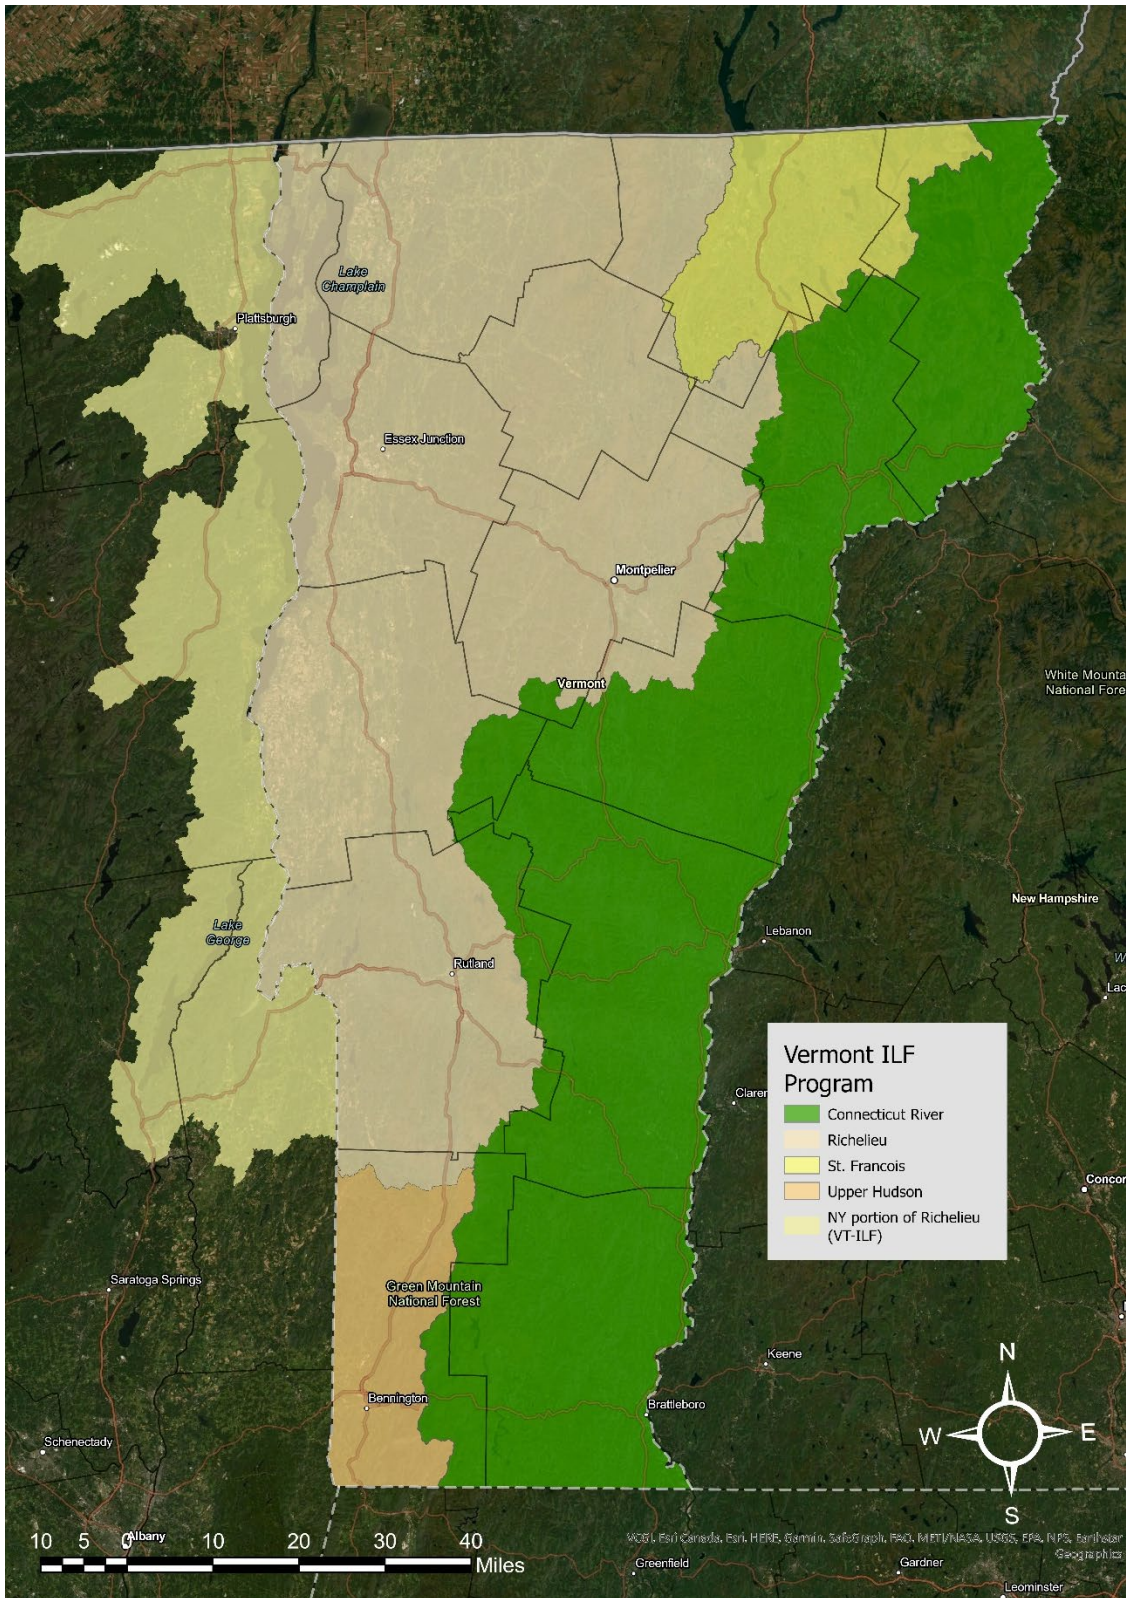 Lake
Champlain
Plattsburgh
Essex Junction
Montpelier
Vermont
White Mounta
National Fore
New Hampshire
Lake
George
Lebanon
Rutland
W
Lac
Vermont ILF
Program
Connecticut River
Richelieu
St. Francois
Upper Hudson
NY portion of Richelieu
(VT-ILF)
Clarer
Concor
Saratoga Springs
Green Mountain
National Forest
Keene
Bennington
Brattleboro
Schenectady
N
W E
S
10 5 0 10 20 30 40
Miles
Albany
VCGI, Esri Canada, Esri, HERE, Garmin, SafeGraph, FAO, METI/NASA, USGS, EPA, NPS, Earthstar
Geographics
Greenfield
Gardner
Leominster